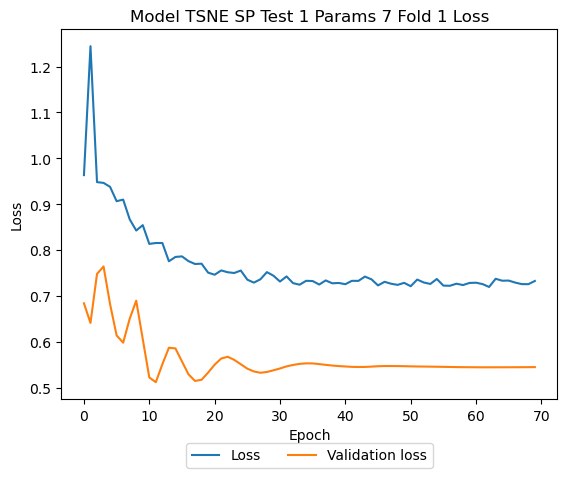 Model TSNE SP Test 1 Params 7 Fold 1 Loss
1.2
1.1
1.0
0.9
0.8
0.7
0.6
0.5
Loss
0 10 20 30 40 50 60 70
Epoch
Loss Validation loss